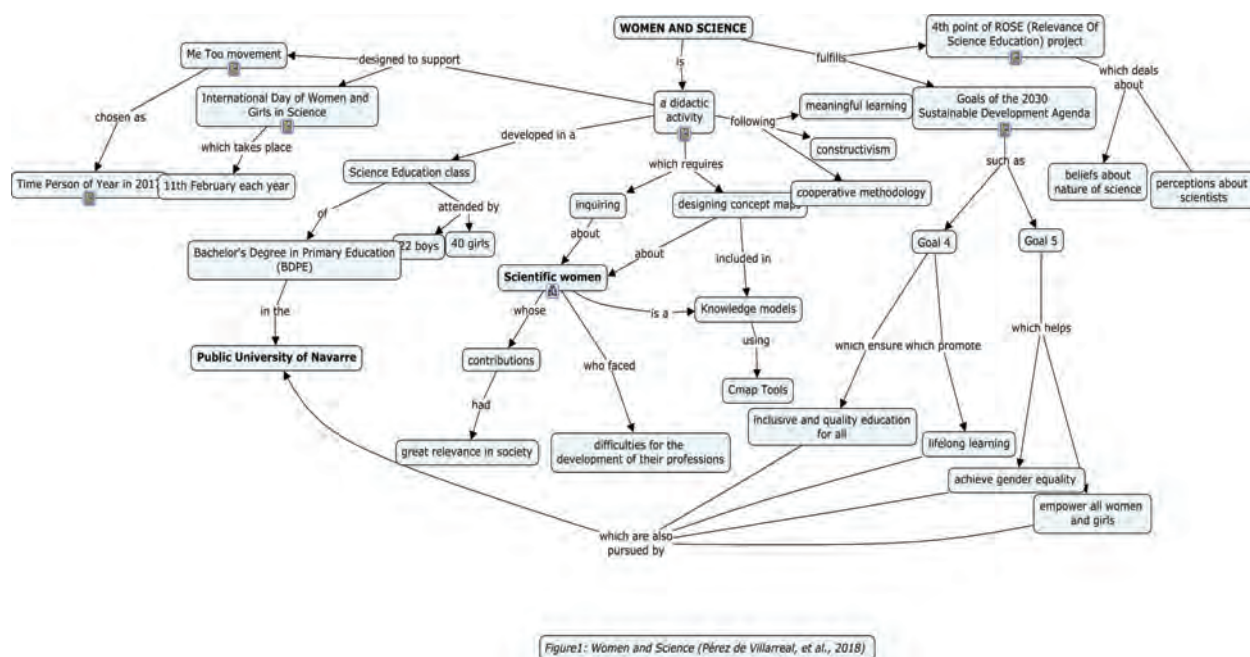 WOMEN AND SCIENCE
4th point of ROSE (Relevance Of
Science Education) project
Me Too movement
designed to support
is
fulfills
which deals
about
International Day of Women and
Girls in Science
a didactic
activity
meaningful learning
Goals of the 2030
Sustainable Development Agenda
chosen as
following
developed in a
constructivism
which takes place
which requires
such as
Science Education class
Time Person of Year in 2017
11th February each year
cooperative methodology
beliefs about
nature of science
perceptions about
scientists
inquiring
designing concept maps
of
attended by
about
Goal 4
Goal 5
22 boys
40 girls
Bachelor's Degree in Primary Education
(BDPE)
about
included in
Scientific women
in the
whose
is a
Knowledge models
which helps
using
which ensure
which promote
Public University of Navarre
contributions
who faced
Cmap Tools
had
inclusive and quality education
for all
great relevance in society
difficulties for the
development of their professions
lifelong learning
achieve gender equality
empower all women
and girls
which are also
pursued by
Figure1: Women and Science (Pérez de Villarreal, et al., 2018)